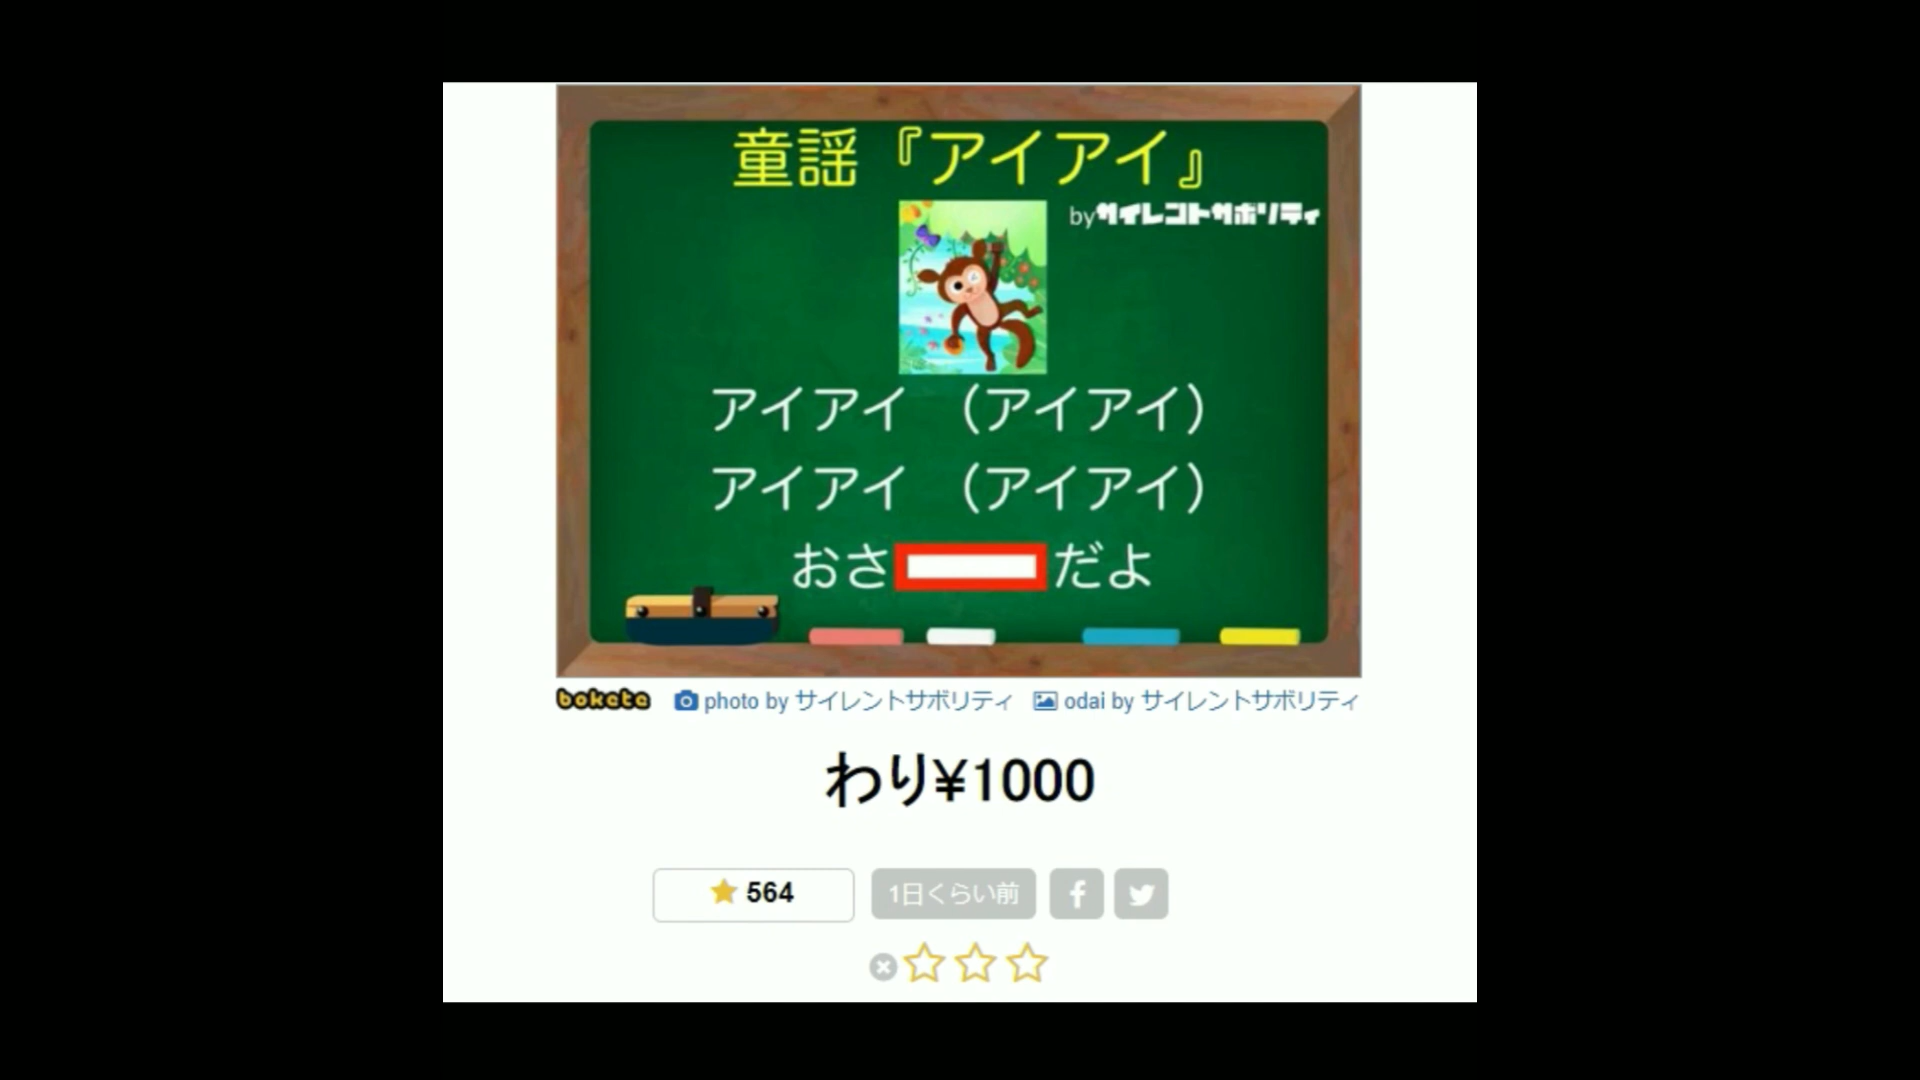 童謡『アイアイ』
byサイレントサボリティ
アイアイ （アイアイ）
アイアイ （アイアイ）
おさ だよ
bokete photo by サイレントサボリティ odai by サイレントサボリティ
わり¥1000
564 1日くらい前